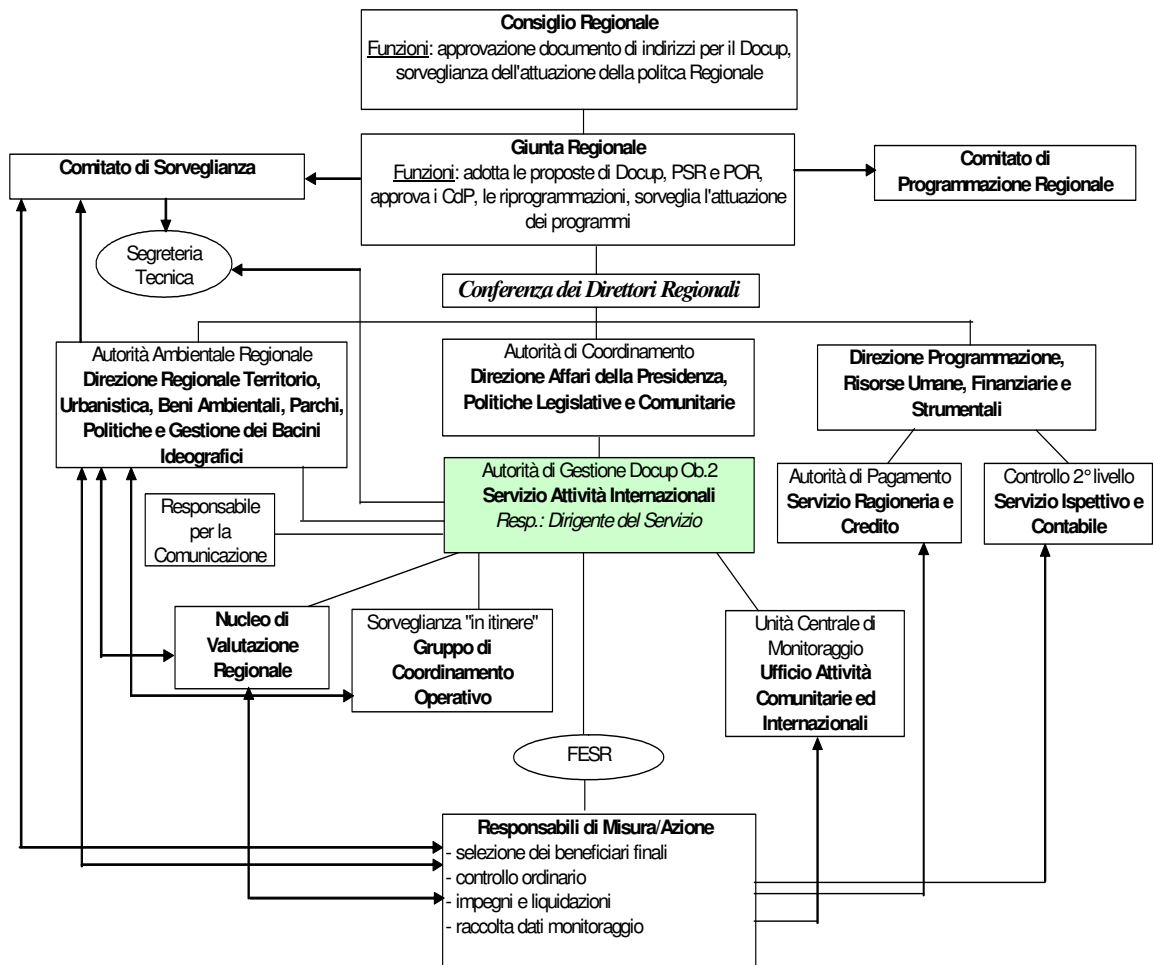 Consiglio Regionale
Funzioni: approvazione documento di indirizzi per il Docup,
sorveglianza dell'attuazione della politca Regionale
Giunta Regionale
Funzioni: adotta le proposte di Docup, PSR e POR,
approva i CdP, le riprogrammazioni, sorveglia l'attuazione
dei programmi
Comitato di Sorveglianza
Comitato di
Programmazione Regionale
Segreteria
Tecnica
Conferenza dei Direttori Regionali
Autorità Ambientale Regionale
Direzione Regionale Territorio,
Urbanistica, Beni Ambientali, Parchi,
Politiche e Gestione dei Bacini
Ideografici
Autorità di Coordinamento
Direzione Affari della Presidenza,
Politiche Legislative e Comunitarie
Direzione Programmazione,
Risorse Umane, Finanziarie e
Strumentali
Autorità di Gestione Docup Ob.2
Servizio Attività Internazionali
Resp.: Dirigente del Servizio
Autorità di Pagamento
Servizio Ragioneria e
Credito
Controllo 2° livello
Servizio Ispettivo e
Contabile
Responsabile
per la
Comunicazione
Nucleo di
Valutazione
Regionale
Sorveglianza "in itinere"
Gruppo di
Coordinamento
Operativo
Unità Centrale di
Monitoraggio
Ufficio Attività
Comunitarie ed
Internazionali
FESR
Responsabili di Misura/Azione
- selezione dei beneficiari finali
- controllo ordinario
- impegni e liquidazioni
- raccolta dati monitoraggio